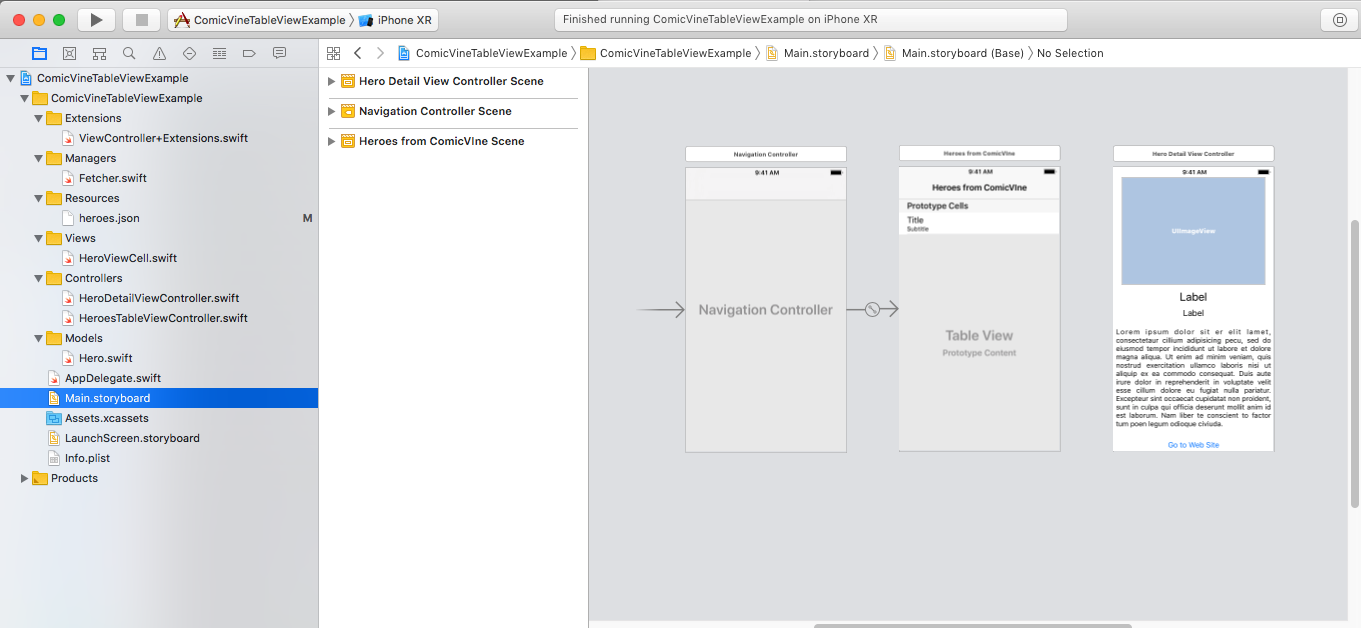 ComicVineTableViewExample
iPhone XR
Finished running ComicVineTableViewExample on iPhone XR
ComicVineTableViewExample
Main.storyboard
Main.storyboard (Base)
No Selection
ComicVineTableViewExample
ComicVineTableViewExample
ComicVineTableViewExample
Extensions
ViewController+Extensions.swift
Managers
Fetcher.swift
Resources
heroes.json M
Views
HeroViewCell.swift
Controllers
HeroDetailViewController.swift
HeroesTableViewController.swift
Models
Hero.swift
AppDelegate.swift
Main.storyboard
Assets.xcassets
LaunchScreen.storyboard
Info.plist
Products
Hero Detail View Controller Scene
Navigation Controller Scene
Heroes from ComicVIne Scene
Navigation Controller
9:41 AM
Navigation Controller
Heroes from ComicVIne
9:41 AM
Heroes from ComicVIne
Prototype Cells
Title
Subtitle
Table View
Prototype Content
Hero Detail View Controller
9:41 AM
UIImageView
Label
Label
Lorem ipsum dolor sit er elit lamet,
consectetaur cillium adipisicing pecu, sed do
eiusmod tempor incididunt ut labore et dolore
magna aliqua. Ut enim ad minim veniam, quis
nostrud exercitation ullamco laboris nisi ut
aliquip ex ea commodo consequat. Duis aute
irure dolor in reprehenderit in voluptate velit
esse cillum dolore eu fugiat nulla pariatur.
Excepteur sint occaecat cupidatat non proident,
sunt in culpa qui officia deserunt mollit anim id
est laborum. Nam liber te conscient to factor
tum poen legum odioque civiuda.
Go to Web Site